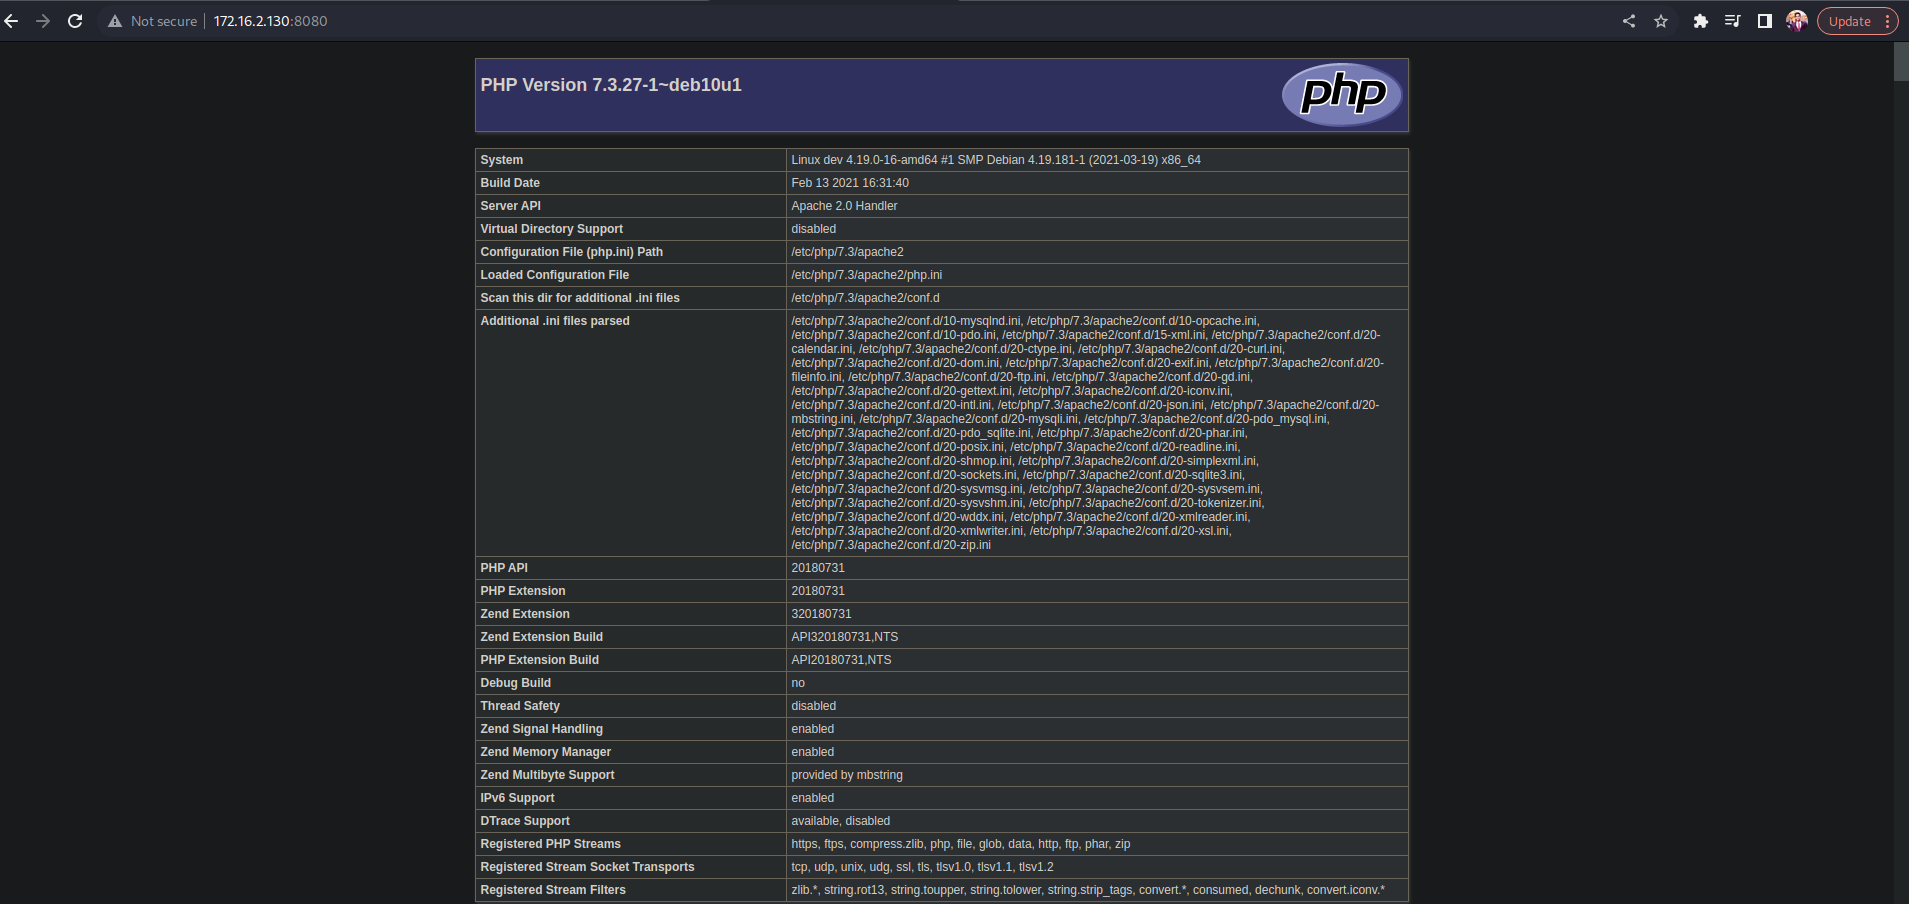 Not secure 172.16.2.130:8080 Update
PHP Version 7.3.27-1~deb10u1 php
System Linux dev 4.19.0-16-amd64 #1 SMP Debian 4.19.181-1 (2021-03-19) x86_64
Build Date Feb 13 2021 16:31:40
Server API Apache 2.0 Handler
Virtual Directory Support disabled
Configuration File (php.ini) Path /etc/php/7.3/apache2
Loaded Configuration File /etc/php/7.3/apache2/php.ini
Scan this dir for additional .ini files /etc/php/7.3/apache2/conf.d
Additional .ini files parsed /etc/php/7.3/apache2/conf.d/10-mysqlnd.ini, /etc/php/7.3/apache2/conf.d/10-opcache.ini,
/etc/php/7.3/apache2/conf.d/10-pdo.ini, /etc/php/7.3/apache2/conf.d/15-xml.ini, /etc/php/7.3/apache2/conf.d/20-
calendar.ini, /etc/php/7.3/apache2/conf.d/20-ctype.ini, /etc/php/7.3/apache2/conf.d/20-curl.ini,
/etc/php/7.3/apache2/conf.d/20-dom.ini, /etc/php/7.3/apache2/conf.d/20-exif.ini, /etc/php/7.3/apache2/conf.d/20-
fileinfo.ini, /etc/php/7.3/apache2/conf.d/20-ftp.ini, /etc/php/7.3/apache2/conf.d/20-gd.ini,
/etc/php/7.3/apache2/conf.d/20-gettext.ini, /etc/php/7.3/apache2/conf.d/20-iconv.ini,
/etc/php/7.3/apache2/conf.d/20-intl.ini, /etc/php/7.3/apache2/conf.d/20-json.ini, /etc/php/7.3/apache2/conf.d/20-
mbstring.ini, /etc/php/7.3/apache2/conf.d/20-mysqli.ini, /etc/php/7.3/apache2/conf.d/20-pdo_mysql.ini,
/etc/php/7.3/apache2/conf.d/20-pdo_sqlite.ini, /etc/php/7.3/apache2/conf.d/20-phar.ini,
/etc/php/7.3/apache2/conf.d/20-posix.ini, /etc/php/7.3/apache2/conf.d/20-readline.ini,
/etc/php/7.3/apache2/conf.d/20-shmop.ini, /etc/php/7.3/apache2/conf.d/20-simplexml.ini,
/etc/php/7.3/apache2/conf.d/20-sockets.ini, /etc/php/7.3/apache2/conf.d/20-sqlite3.ini,
/etc/php/7.3/apache2/conf.d/20-sysvmsg.ini, /etc/php/7.3/apache2/conf.d/20-sysvsem.ini,
/etc/php/7.3/apache2/conf.d/20-sysvshm.ini, /etc/php/7.3/apache2/conf.d/20-tokenizer.ini,
/etc/php/7.3/apache2/conf.d/20-wddx.ini, /etc/php/7.3/apache2/conf.d/20-xmlreader.ini,
/etc/php/7.3/apache2/conf.d/20-xmlwriter.ini, /etc/php/7.3/apache2/conf.d/20-xsl.ini,
/etc/php/7.3/apache2/conf.d/20-zip.ini
PHP API 20180731
PHP Extension 20180731
Zend Extension 320180731
Zend Extension Build API320180731,NTS
PHP Extension Build API20180731,NTS
Debug Build no
Thread Safety disabled
Zend Signal Handling enabled
Zend Memory Manager enabled
Zend Multibyte Support provided by mbstring
IPv6 Support enabled
DTrace Support available, disabled
Registered PHP Streams https, ftps, compress.zlib, php, file, glob, data, http, ftp, phar, zip
Registered Stream Socket Transports tcp, udp, unix, udg, ssl, tls, tlsv1.0, tlsv1.1, tlsv1.2
Registered Stream Filters zlib.*, string.rot13, string.toupper, string.tolower, string.strip_tags, convert.*, consumed, dechunk, convert.iconv.*